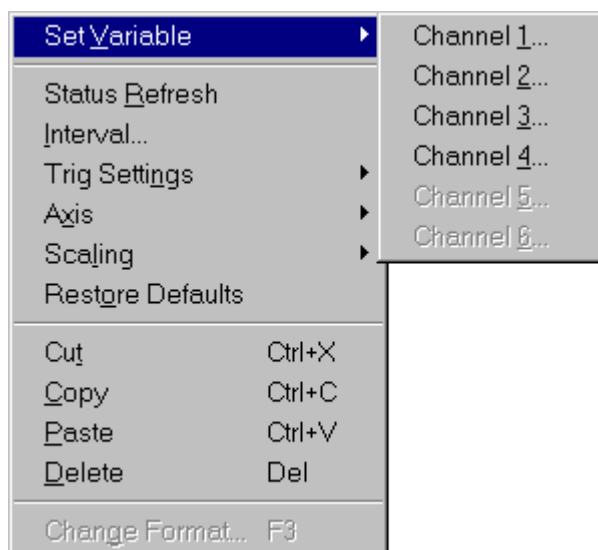 Set Variable
Status Refresh
Interval...
Trig Settings
Axis
Scaling
Restore Defaults
Cut Ctrl+X
Copy Ctrl+C
Paste Ctrl+V
Delete Del
Change Format... F3
Channel 1...
Channel 2...
Channel 3...
Channel 4...
Channel 5...
Channel 6...